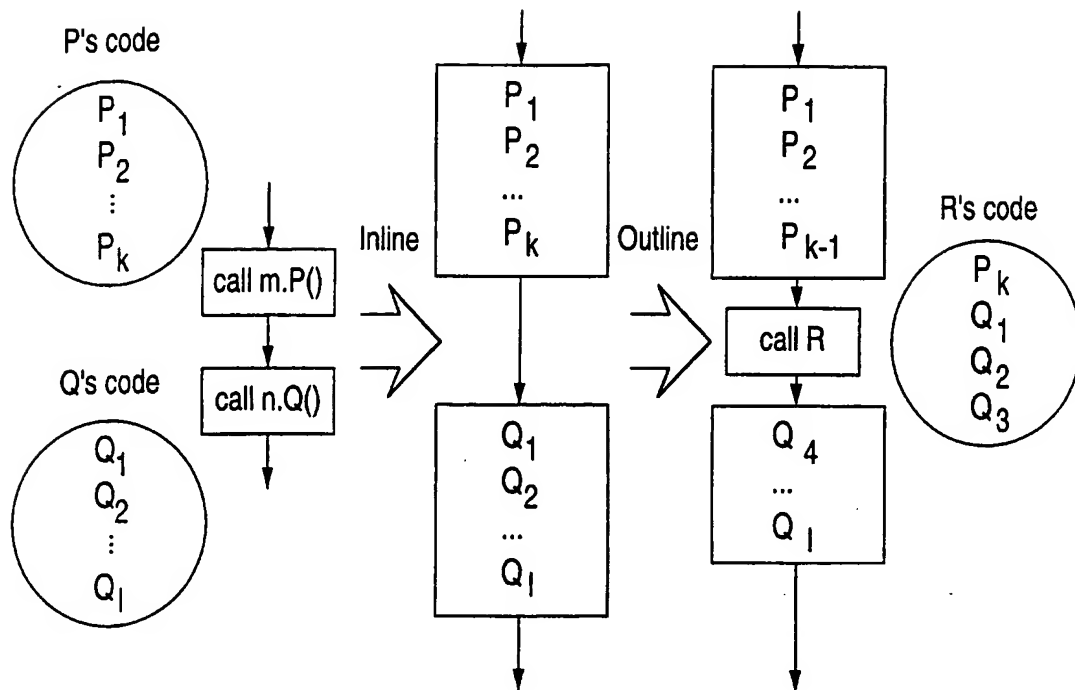 P's code
P1
P2
...
Pk
call m.P()
call n.Q()
Q's code
Q1
Q2
...
Ql
Inline
P1
P2
...
Pk
Q1
Q2
...
Ql
Outline
P1
P2
...
Pk-1
call R
Q4
...
Ql
R's code
Pk
Q1
Q2
Q3